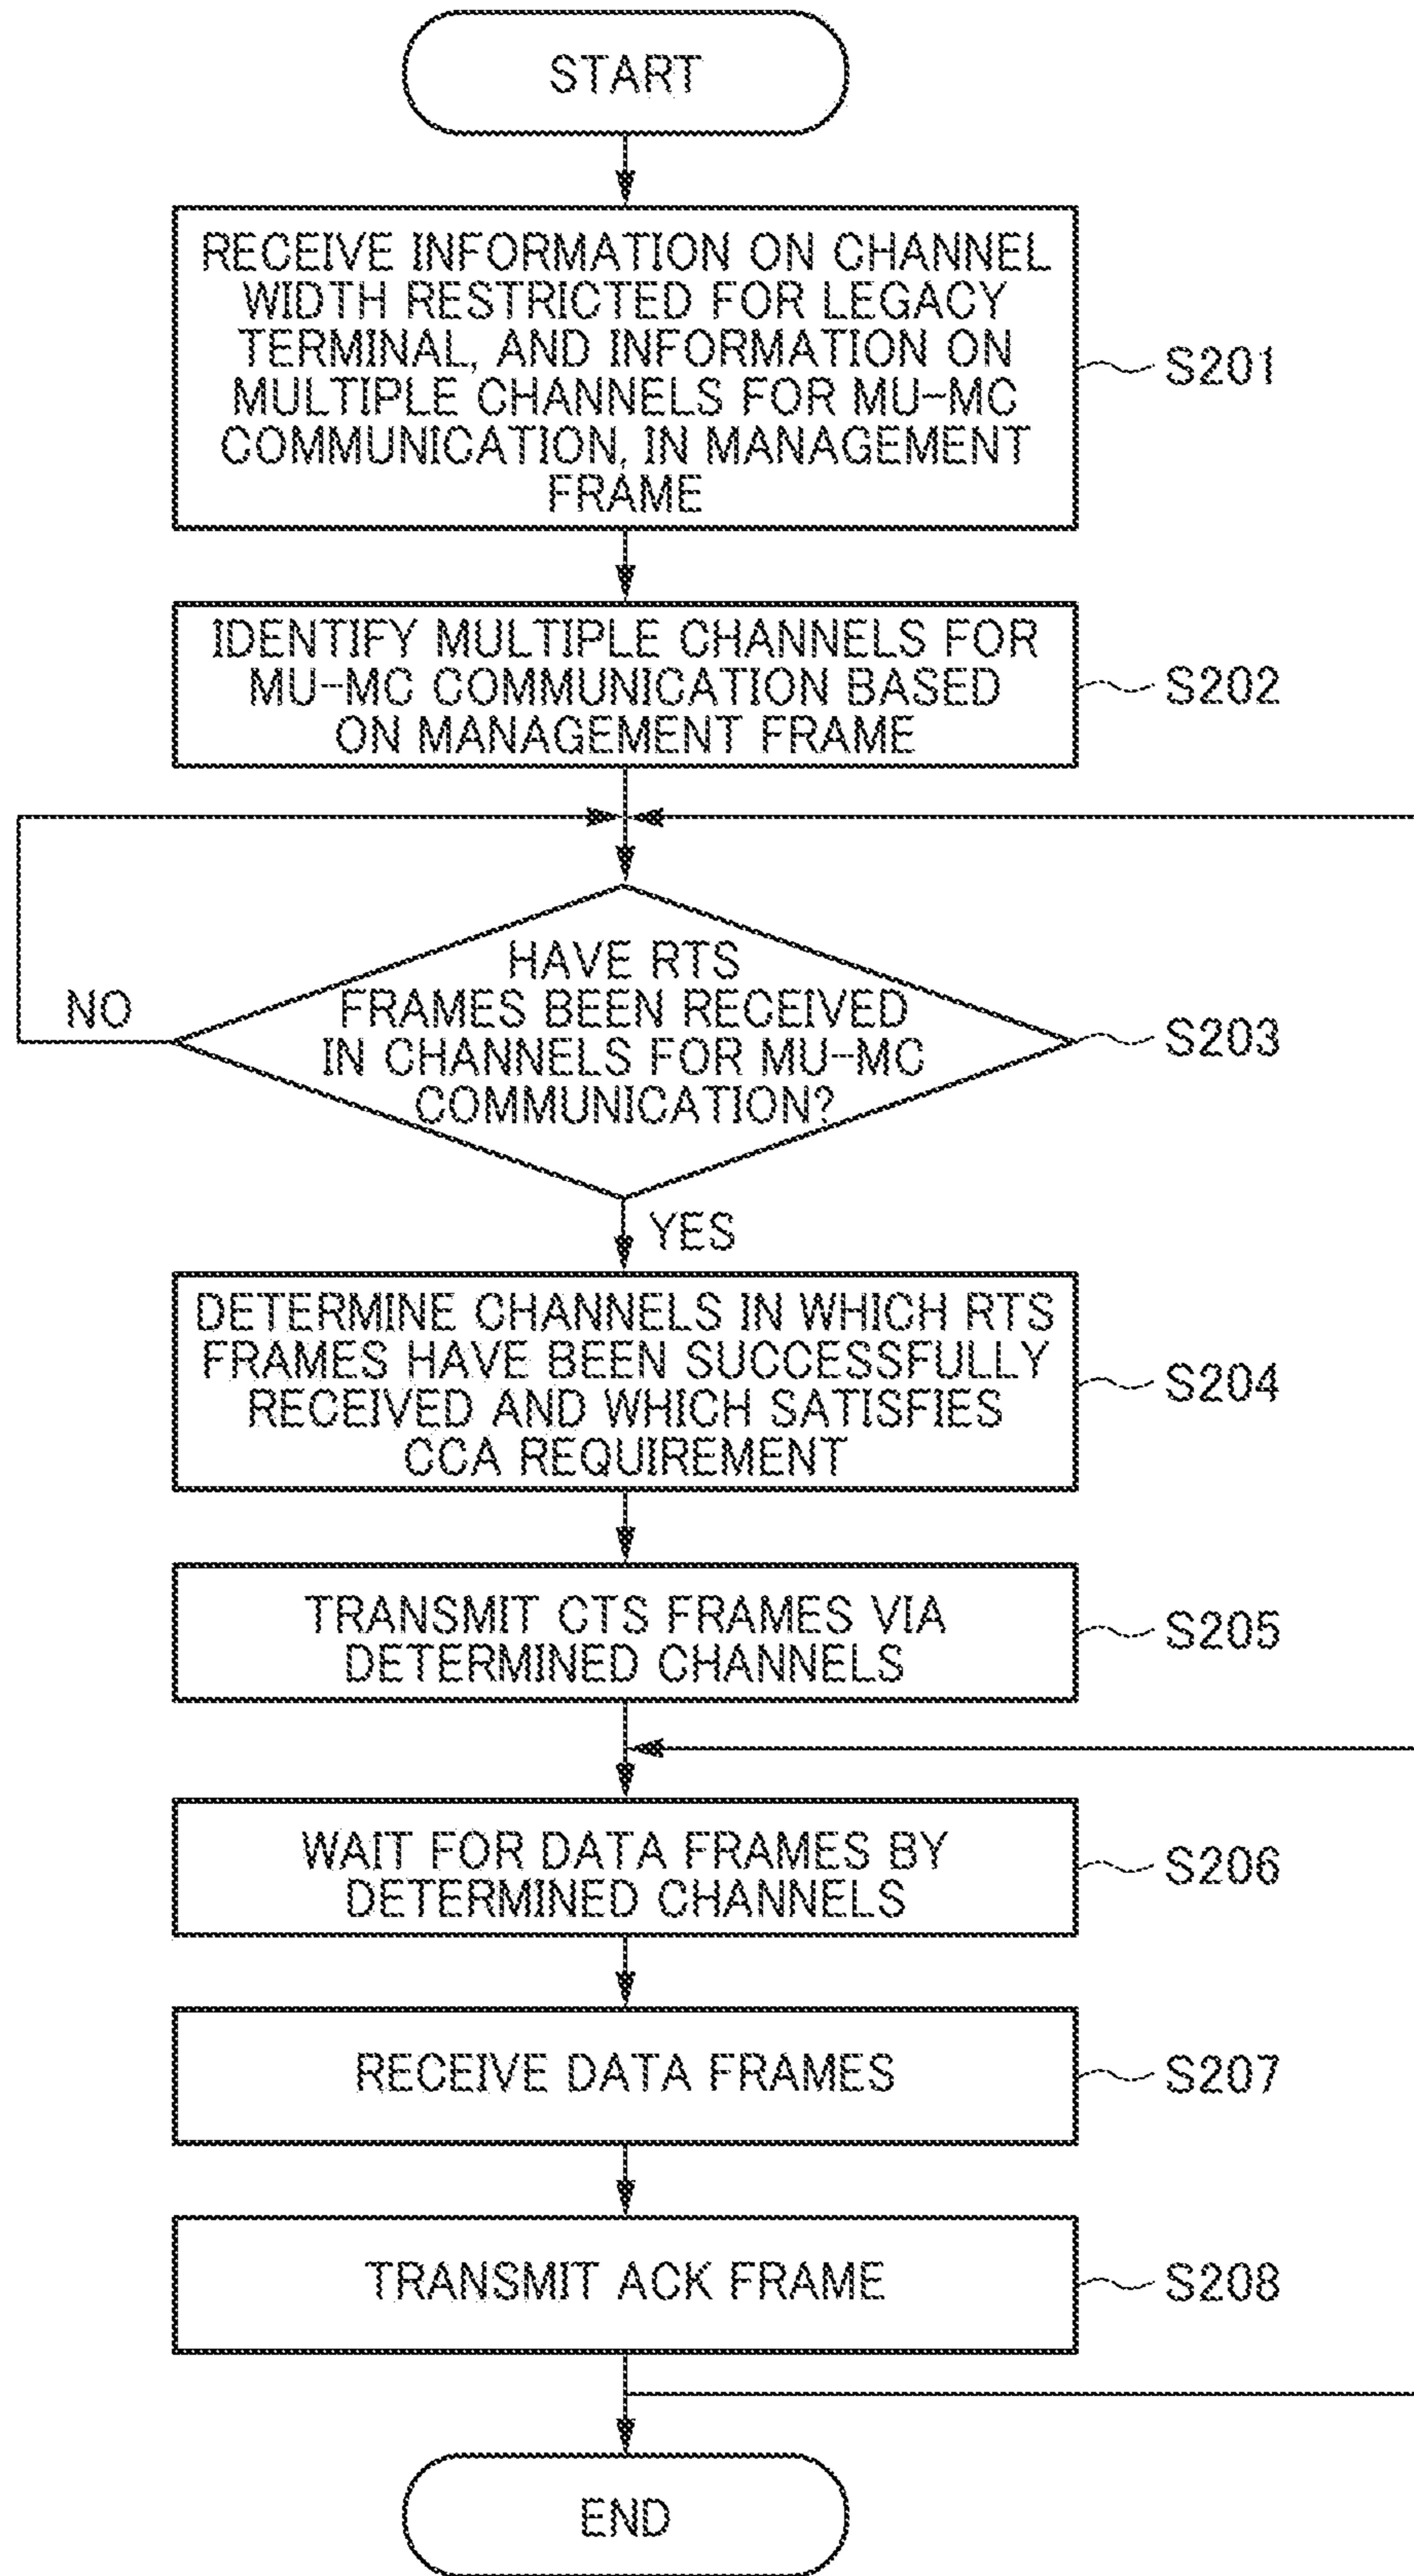 START
RECEIVE INFORMATION ON CHANNEL
WIDTH RESTRICTED FOR LEGACY
TERMINAL, AND INFORMATION ON
MULTIPLE CHANNELS FOR MU-MC
COMMUNICATION, IN MANAGEMENT
FRAME
S201
IDENTIFY MULTIPLE CHANNELS FOR
MU-MC COMMUNICATION BASED
ON MANAGEMENT FRAME
S202
HAVE RTS
FRAMES BEEN RECEIVED
IN CHANNELS FOR MU-MC
COMMUNICATION?
NO
S203
YES
DETERMINE CHANNELS IN WHICH RTS
FRAMES HAVE BEEN SUCCESSFULLY
RECEIVED AND WHICH SATISFIES
CCA REQUIREMENT
S204
TRANSMIT CTS FRAMES VIA
DETERMINED CHANNELS
S205
WAIT FOR DATA FRAMES BY
DETERMINED CHANNELS
S206
RECEIVE DATA FRAMES
S207
TRANSMIT ACK FRAME
S208
END